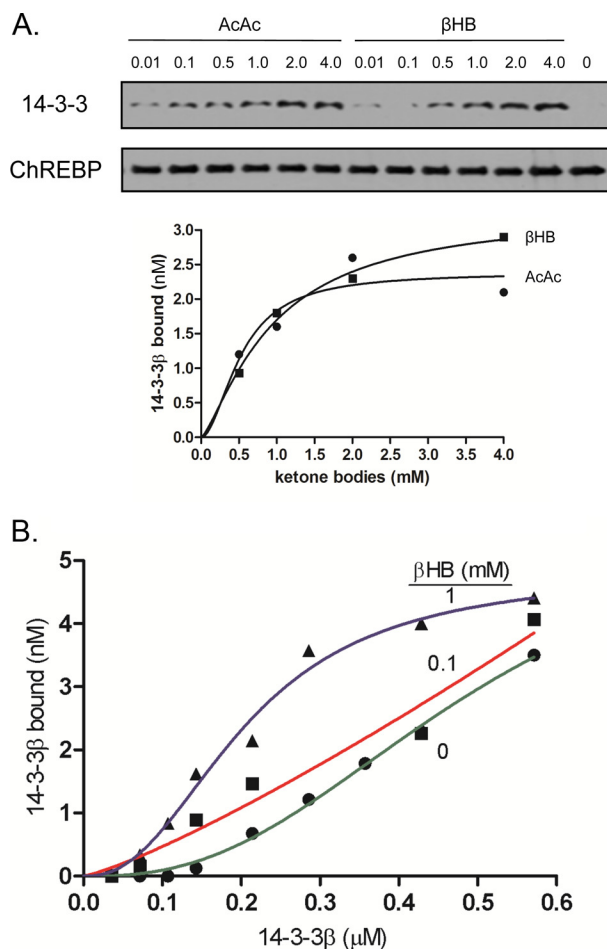 A.
AcAc βHB
0.01 0.1 0.5 1.0 2.0 4.0 0.01 0.1 0.5 1.0 2.0 4.0 0
14-3-3
ChREBP
14-3-3β bound (nM)
3.0
2.5
2.0
1.5
1.0
0.5
0.0
βHB
AcAc
0.0 0.5 1.0 1.5 2.0 2.5 3.0 3.5 4.0
ketone bodies (mM)
B.
14-3-3β bound (nM)
5
4
3
2
1
0
βHB (mM)
1
0.1
0
0.0 0.1 0.2 0.3 0.4 0.5 0.6
14-3-3β (μM)